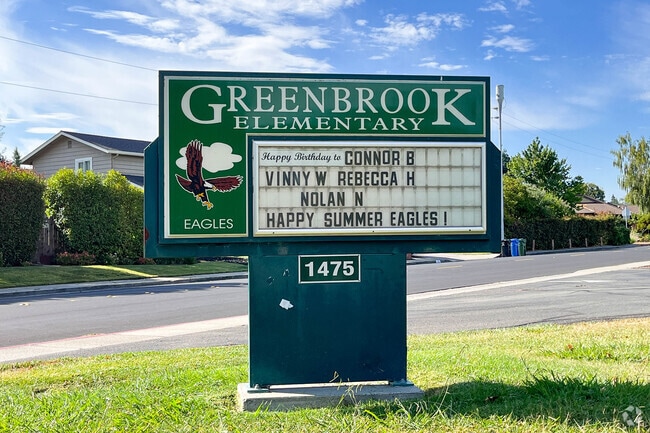 GREENBROOK
ELEMENTARY
Happy Birthday to CONNOR B
VINNY W REBECCA H
NOLAN N
HAPPY SUMMER EAGLES !
EAGLES
1475